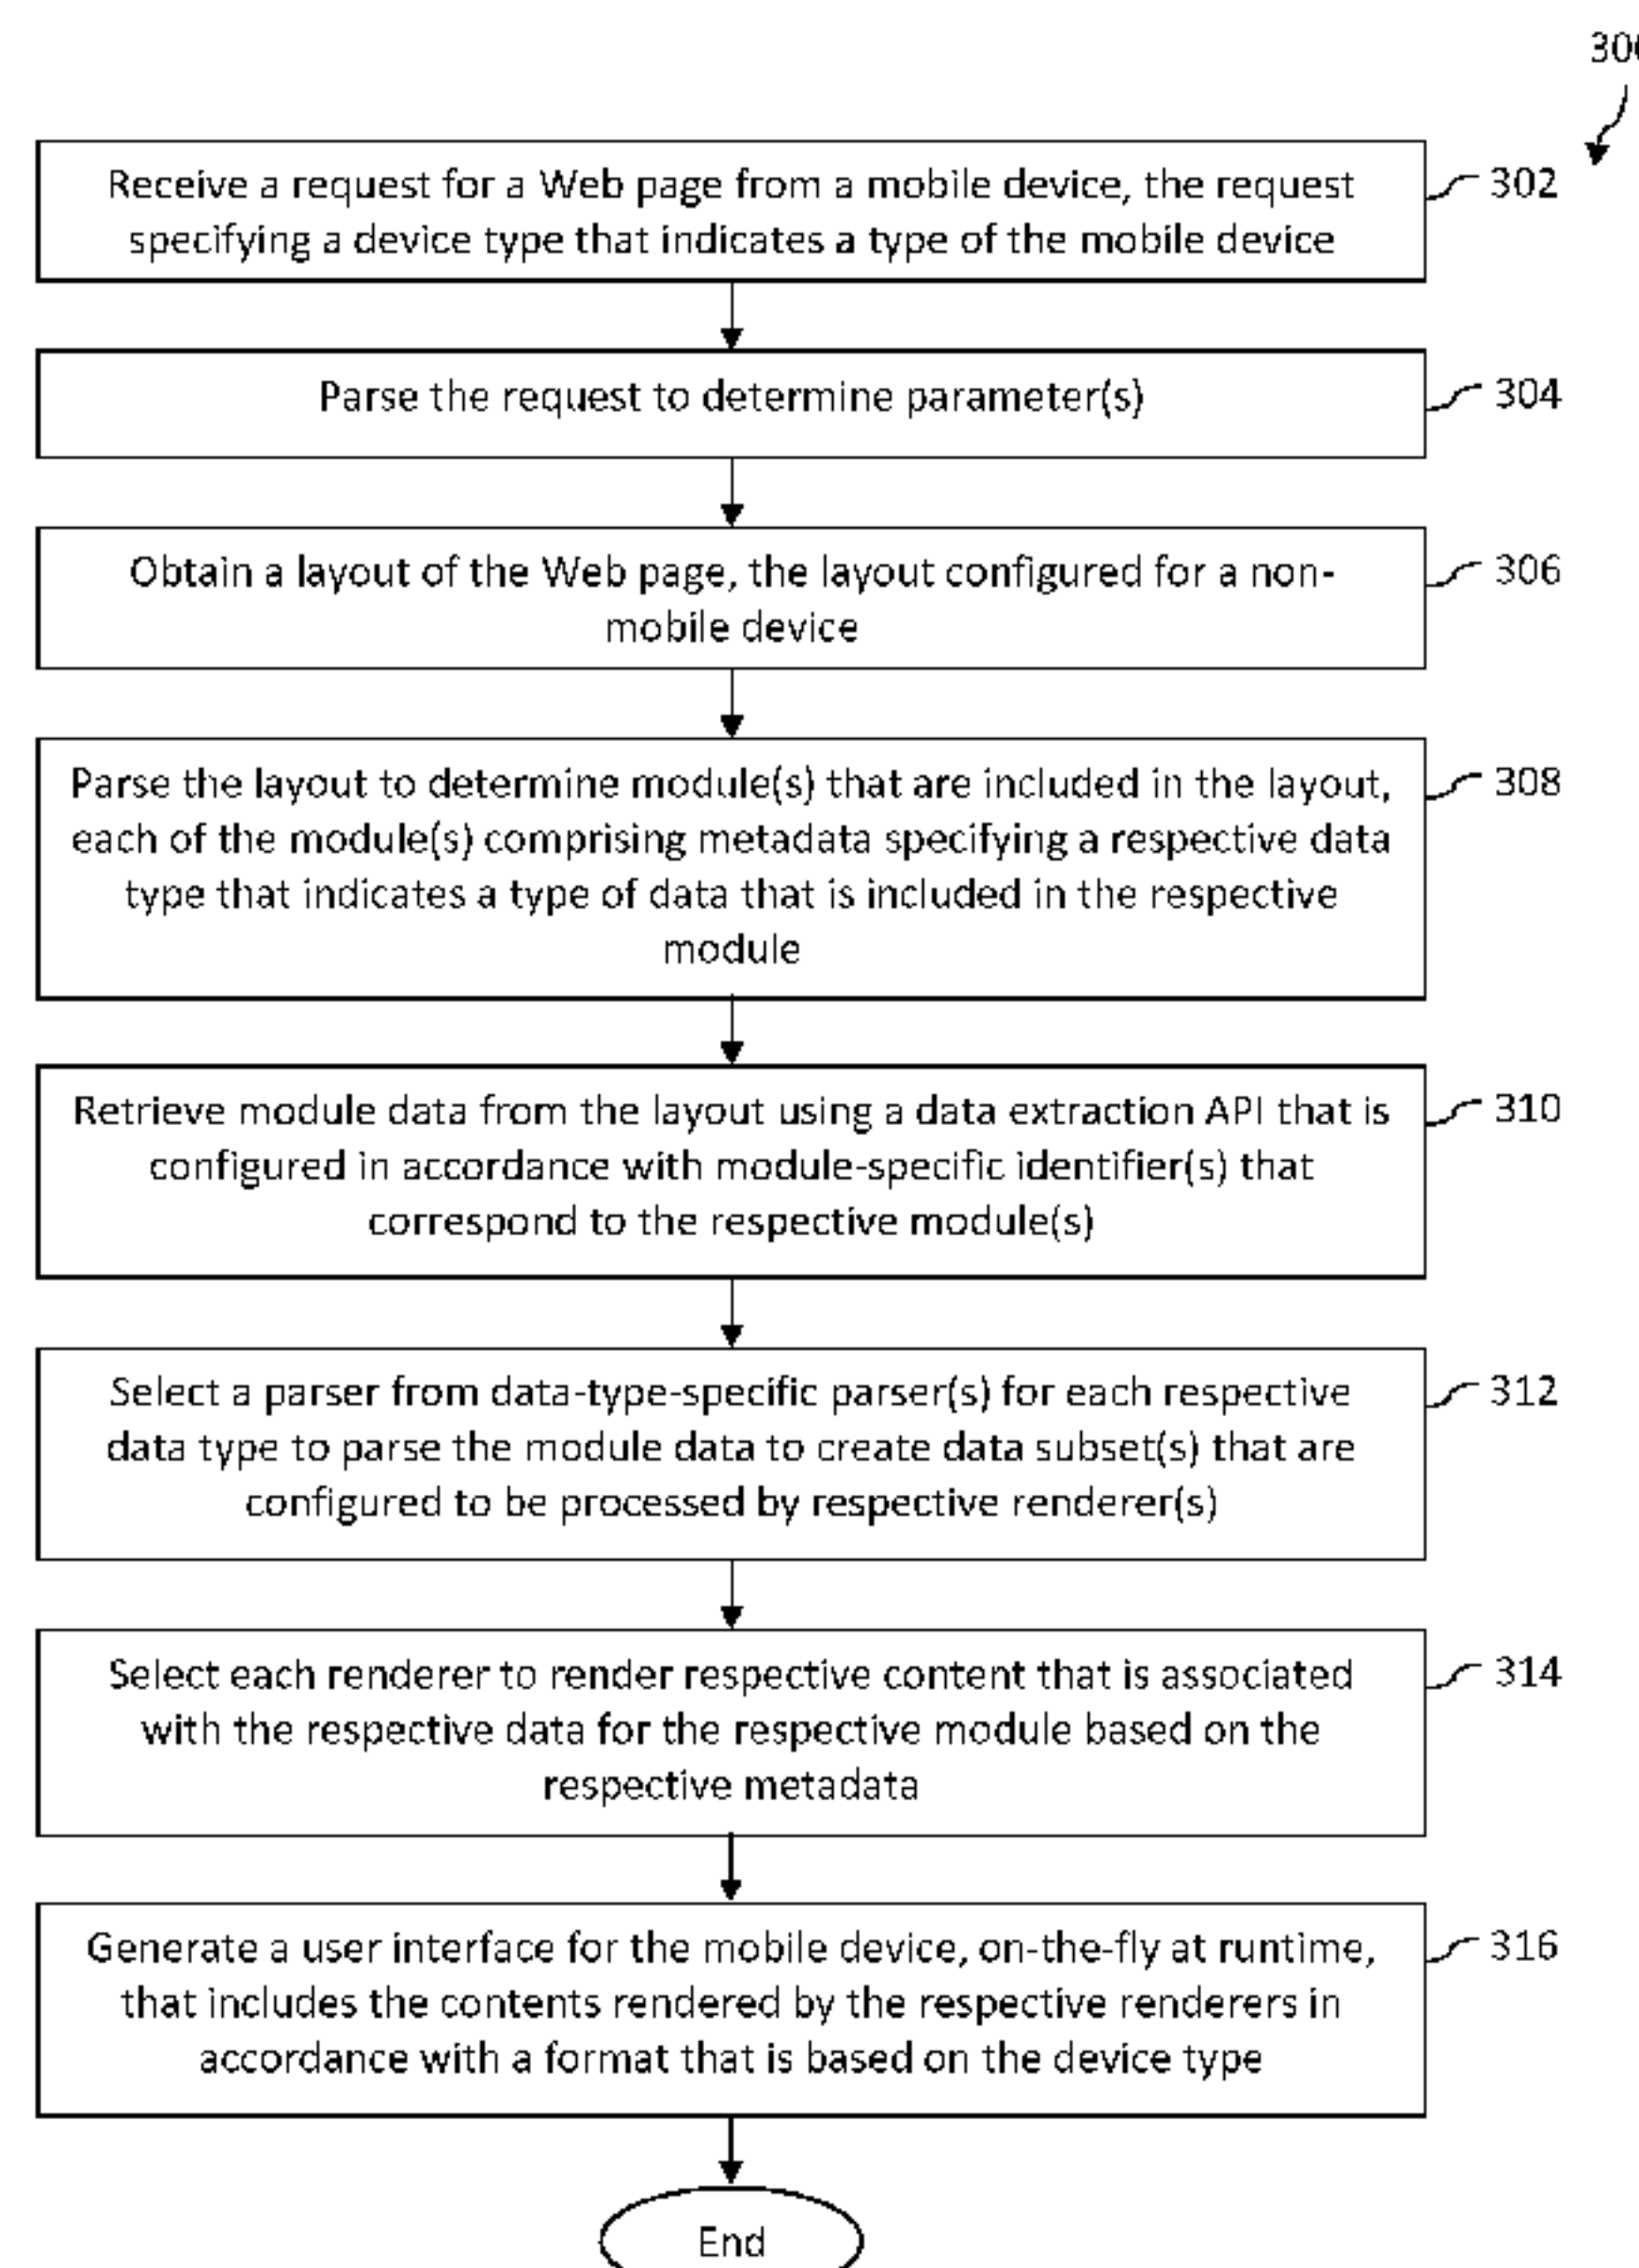 300
Receive a request for a Web page from a mobile device, the request
specifying a device type that indicates a type of the mobile device
302
Parse the request to determine parameter(s)
304
Obtain a layout of the Web page, the layout configured for a non-
mobile device
306
Parse the layout to determine module(s) that are included in the layout,
each of the module(s) comprising metadata specifying a respective data
type that indicates a type of data that is included in the respective
module
308
Retrieve module data from the layout using a data extraction API that is
configured in accordance with module-specific identifier(s) that
correspond to the respective module(s)
310
Select a parser from data-type-specific parser(s) for each respective
data type to parse the module data to create data subset(s) that are
configured to be processed by respective renderer(s)
312
Select each renderer to render respective content that is associated
with the respective data for the respective module based on the
respective metadata
314
Generate a user interface for the mobile device, on-the-fly at runtime,
that includes the contents rendered by the respective renderers in
accordance with a format that is based on the device type
316
End